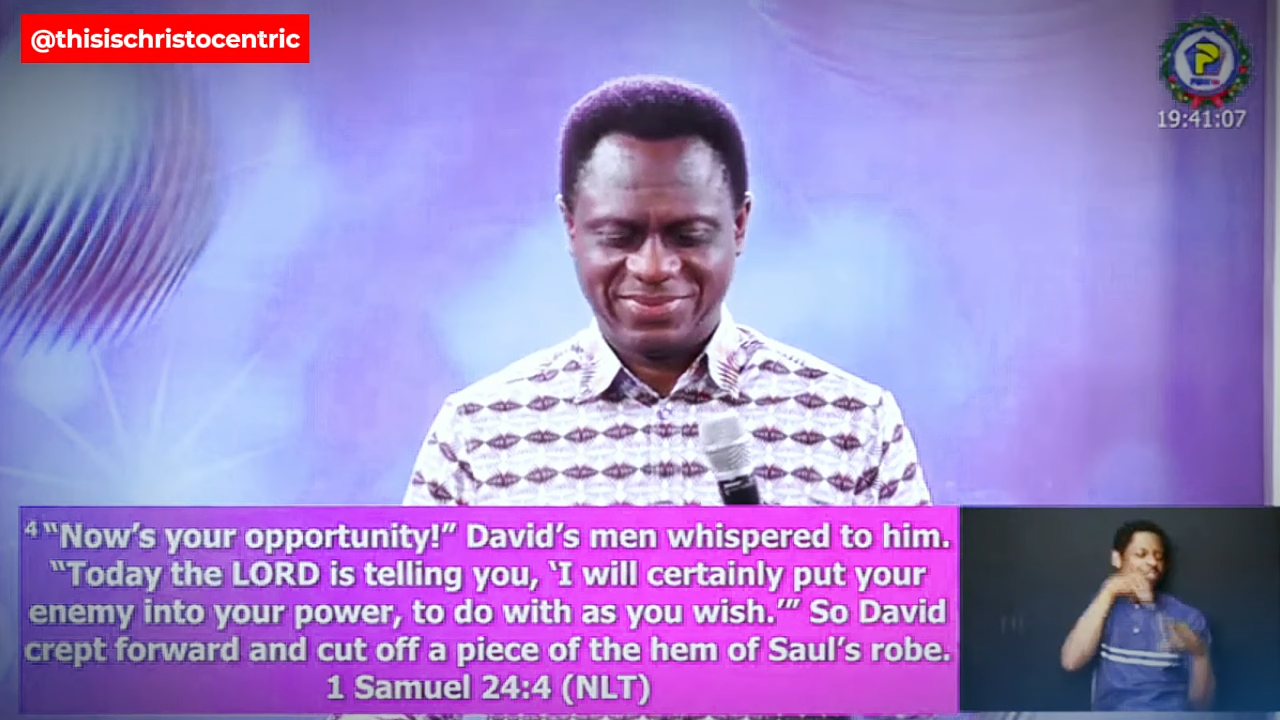 @thisischristocentric
P
19:41:07
4 “Now’s your opportunity!” David’s men whispered to him.
“Today the LORD is telling you, ‘I will certainly put your
enemy into your power, to do with as you wish.’” So David
crept forward and cut off a piece of the hem of Saul’s robe.
1 Samuel 24:4 (NLT)